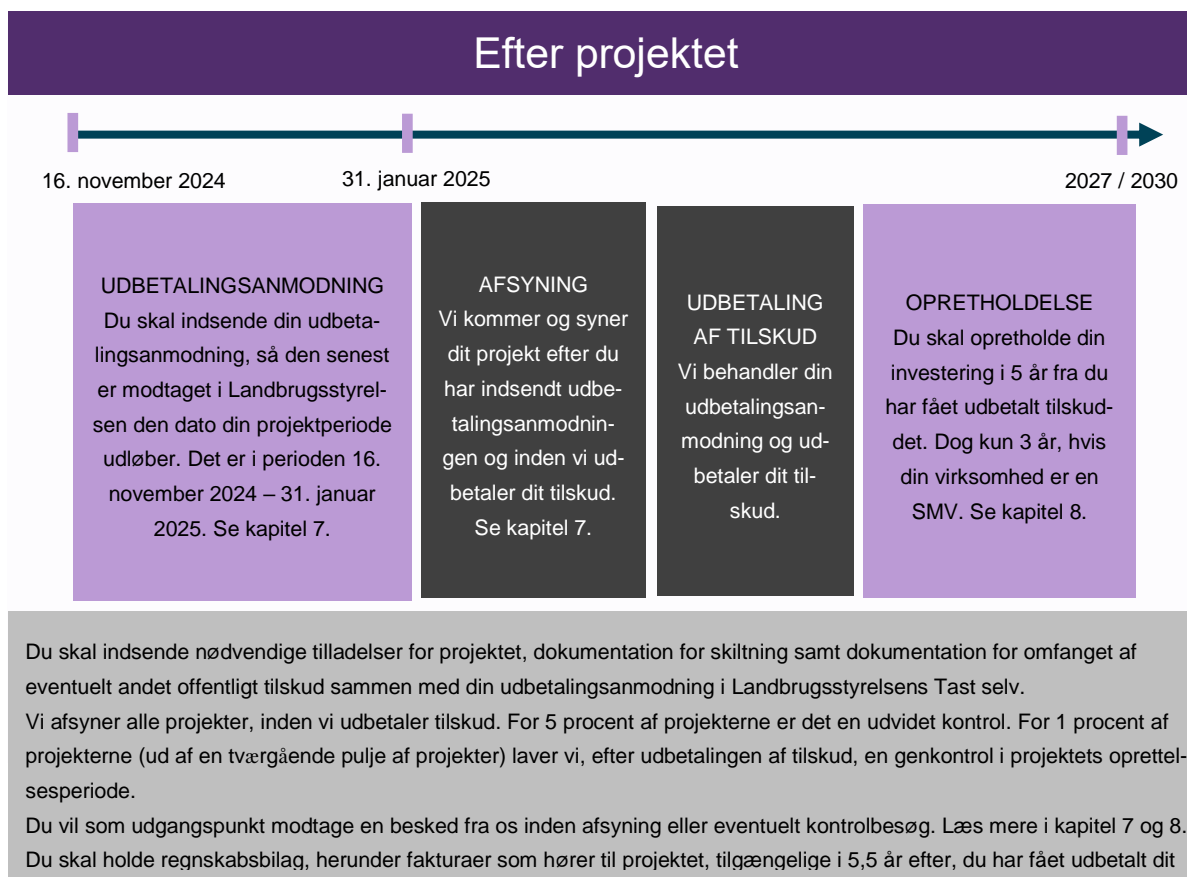 Efter projektet
16. november 2024
31. januar 2025
2027 / 2030
UDBETALINGSANMODNING
Du skal indsende din udbeta-
lingsanmodning, så den senest
er modtaget i Landbrugsstyrel-
sen den dato din projektperiode
udløber. Det er i perioden 16.
november 2024 – 31. januar
2025. Se kapitel 7.
AFSYNING
Vi kommer og syner
dit projekt efter du
har indsendt udbe-
talingsanmodnin-
gen og inden vi ud-
betaler dit tilskud.
Se kapitel 7.
UDBETALING
AF TILSKUD
Vi behandler din
udbetalingsan-
modning og ud-
betaler dit til-
skud.
OPRETHOLDELSE
Du skal opretholde din
investering i 5 år fra du
har fået udbetalt tilskud-
det. Dog kun 3 år, hvis
din virksomhed er en
SMV. Se kapitel 8.
Du skal indsende nødvendige tilladelser for projektet, dokumentation for skiltning samt dokumentation for omfanget af
eventuelt andet offentligt tilskud sammen med din udbetalingsanmodning i Landbrugsstyrelsens Tast selv.
Vi afsyner alle projekter, inden vi udbetaler tilskud. For 5 procent af projekterne er det en udvidet kontrol. For 1 procent af
projekterne (ud af en tværgående pulje af projekter) laver vi, efter udbetalingen af tilskud, en genkontrol i projektets oprettel-
sesperiode.
Du vil som udgangspunkt modtage en besked fra os inden afsyning eller eventuelt kontrolbesøg. Læs mere i kapitel 7 og 8.
Du skal holde regnskabsbilag, herunder fakturaer som hører til projektet, tilgængelige i 5,5 år efter, du har fået udbetalt dit